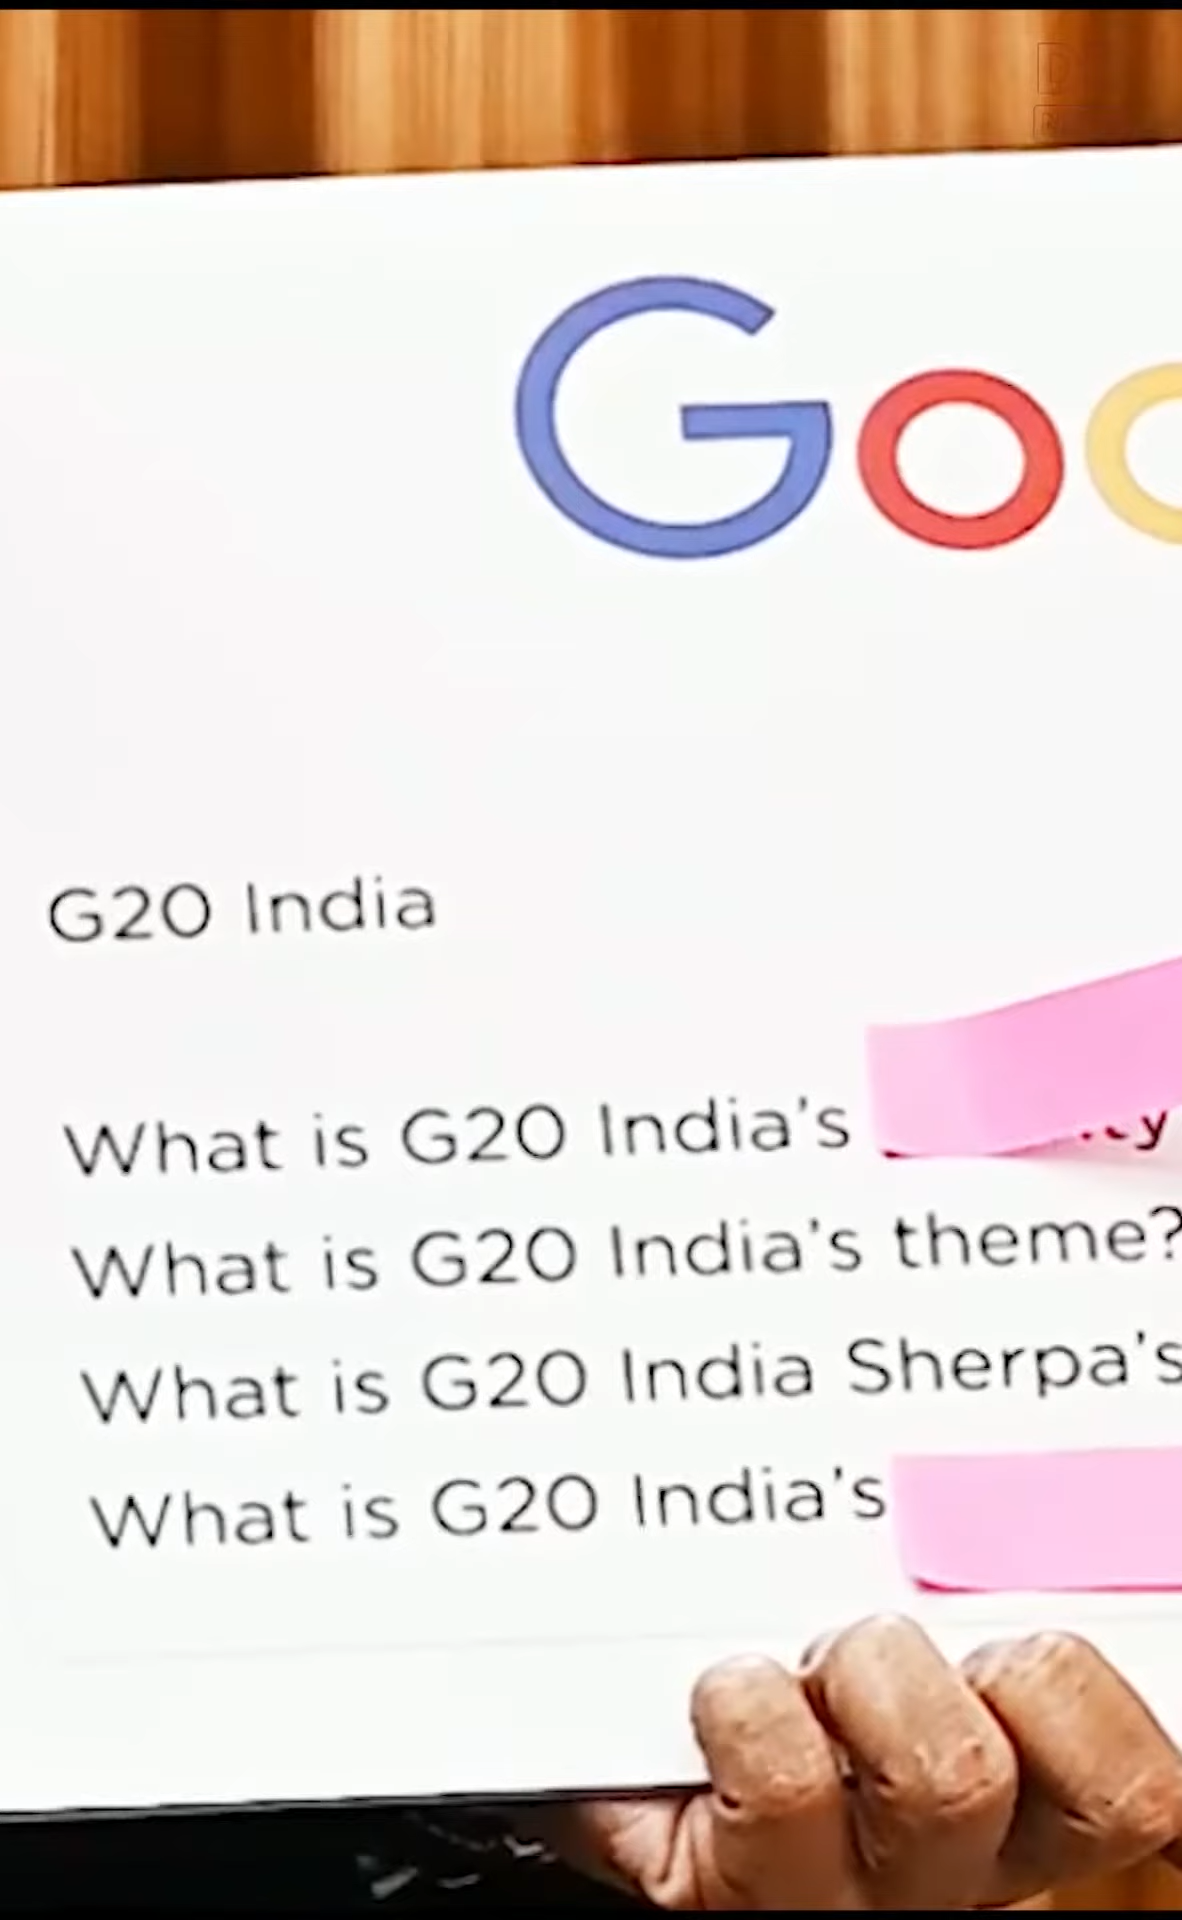 Goo
G20 India
What is G20 India's
What is G20 India's theme?
What is G20 India Sherpa's
What is G20 India's